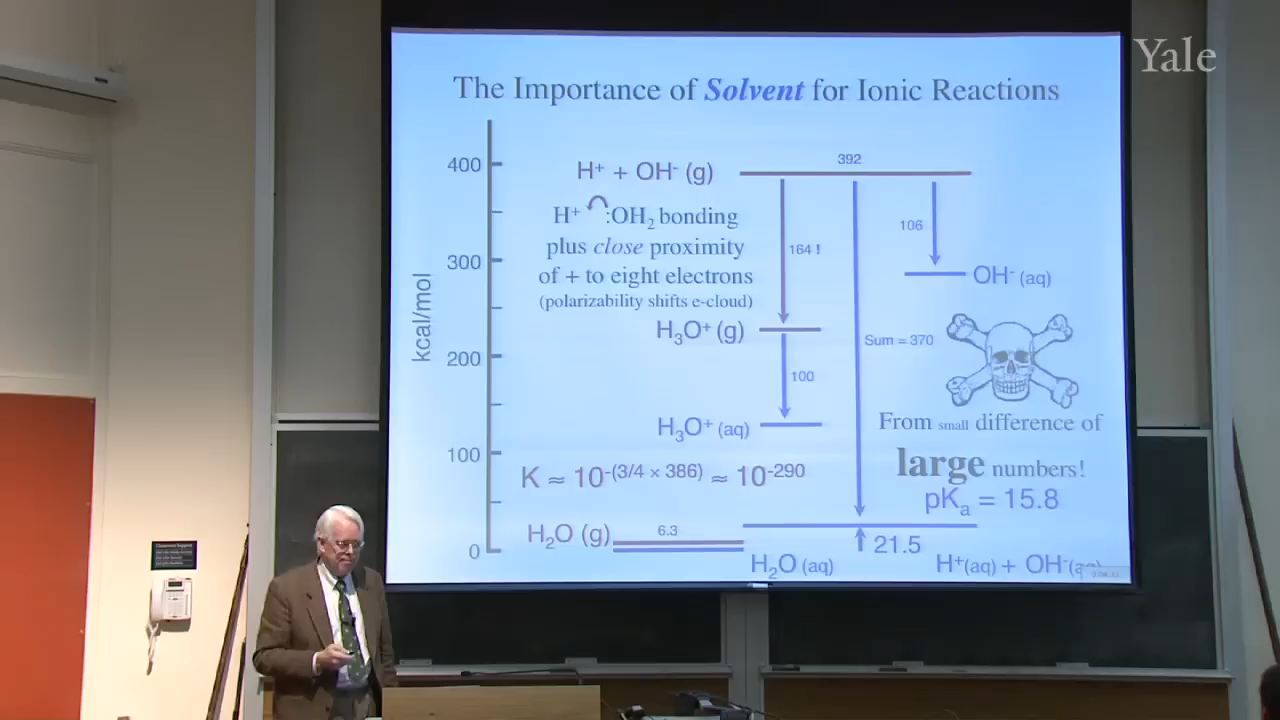 Yale
The Importance of Solvent for Ionic Reactions
kcal/mol
400
300
200
100
0
H⁺ + OH⁻ (g)
392
H⁺ :OH₂ bonding
plus close proximity
of + to eight electrons
(polarizability shifts e-cloud)
164 !
106
OH⁻ (aq)
H₃O⁺ (g)
Sum = 370
100
H₃O⁺ (aq)
From small difference of
large numbers!
K ≈ 10^-(3/4 × 386) ≈ 10^-290
pKₐ = 15.8
H₂O (g)
6.3
21.5
H₂O (aq)
H⁺(aq) + OH⁻(aq)